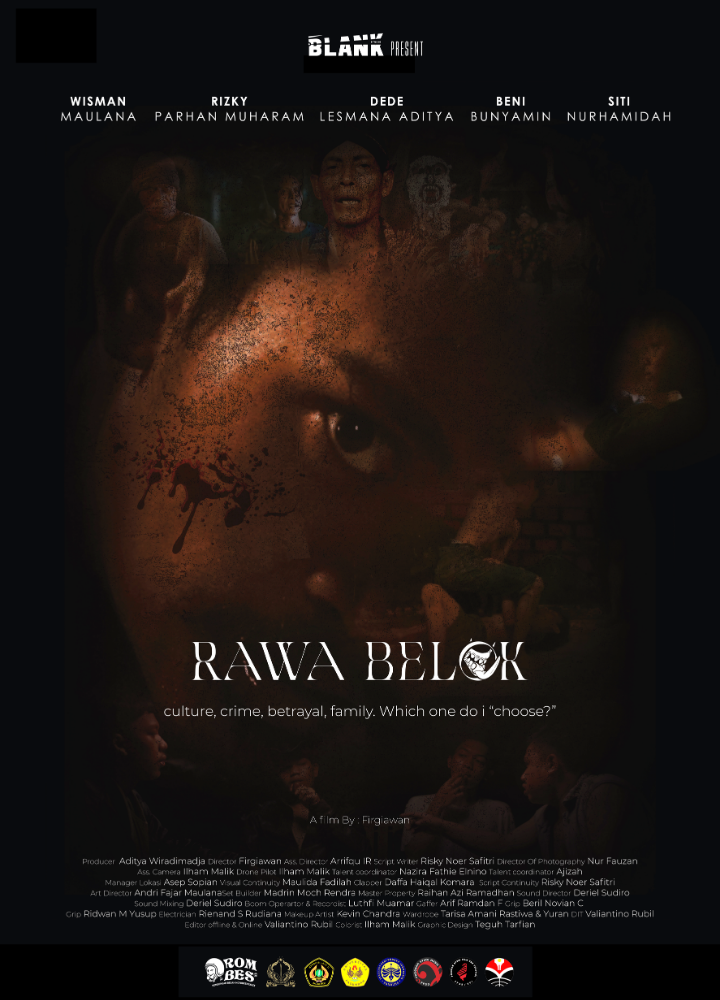 BLANK PRESENT
WISMAN RIZKY DEDE BENI SITI
MAULANA PARHAN MUHARAM LESMANA ADITYA BUNYAMIN NURHAMIDAH
RAWA BELOK
culture, crime, betrayal, family. Which one do i “choose?”
A film By : Firgiawan
Producer Aditya Wiradimadja Director Firgiawan Ass. Director Arrifqu IR Script Writer Risky Noer Safitri Director Of Photography Nur Fauzan
Ass. Camera Ilham Malik Drone Pilot Ilham Malik Talent coordinator Nazira Fathie Elnino Talent coordinator Ajizah
Manager Lokasi Asep Sopian Visual Continuity Maulida Fadilah Clapper Daffa Haiqal Komara Script Continuity Risky Noer Safitri
Art Director Andri Fajar Maulana Set Builder Madrin Moch Rendra Master Property Raihan Azi Ramadhan Sound Director Deriel Sudiro
Sound Mixing Deriel Sudiro Boom Operartor & Recordist Luthfi Muamar Gaffer Arif Ramdan F Grip Beril Novian C
Grip Ridwan M Yusup Electrician Rienand S Rudiana Makeup Artist Kevin Chandra Wardrobe Tarisa Amani Rastiwa & Yuran DIT Valiantino Rubil
Editor offline & Online Valiantino Rubil Colorist Ilham Malik Graphic Design Teguh Tarfian
ROM
BES